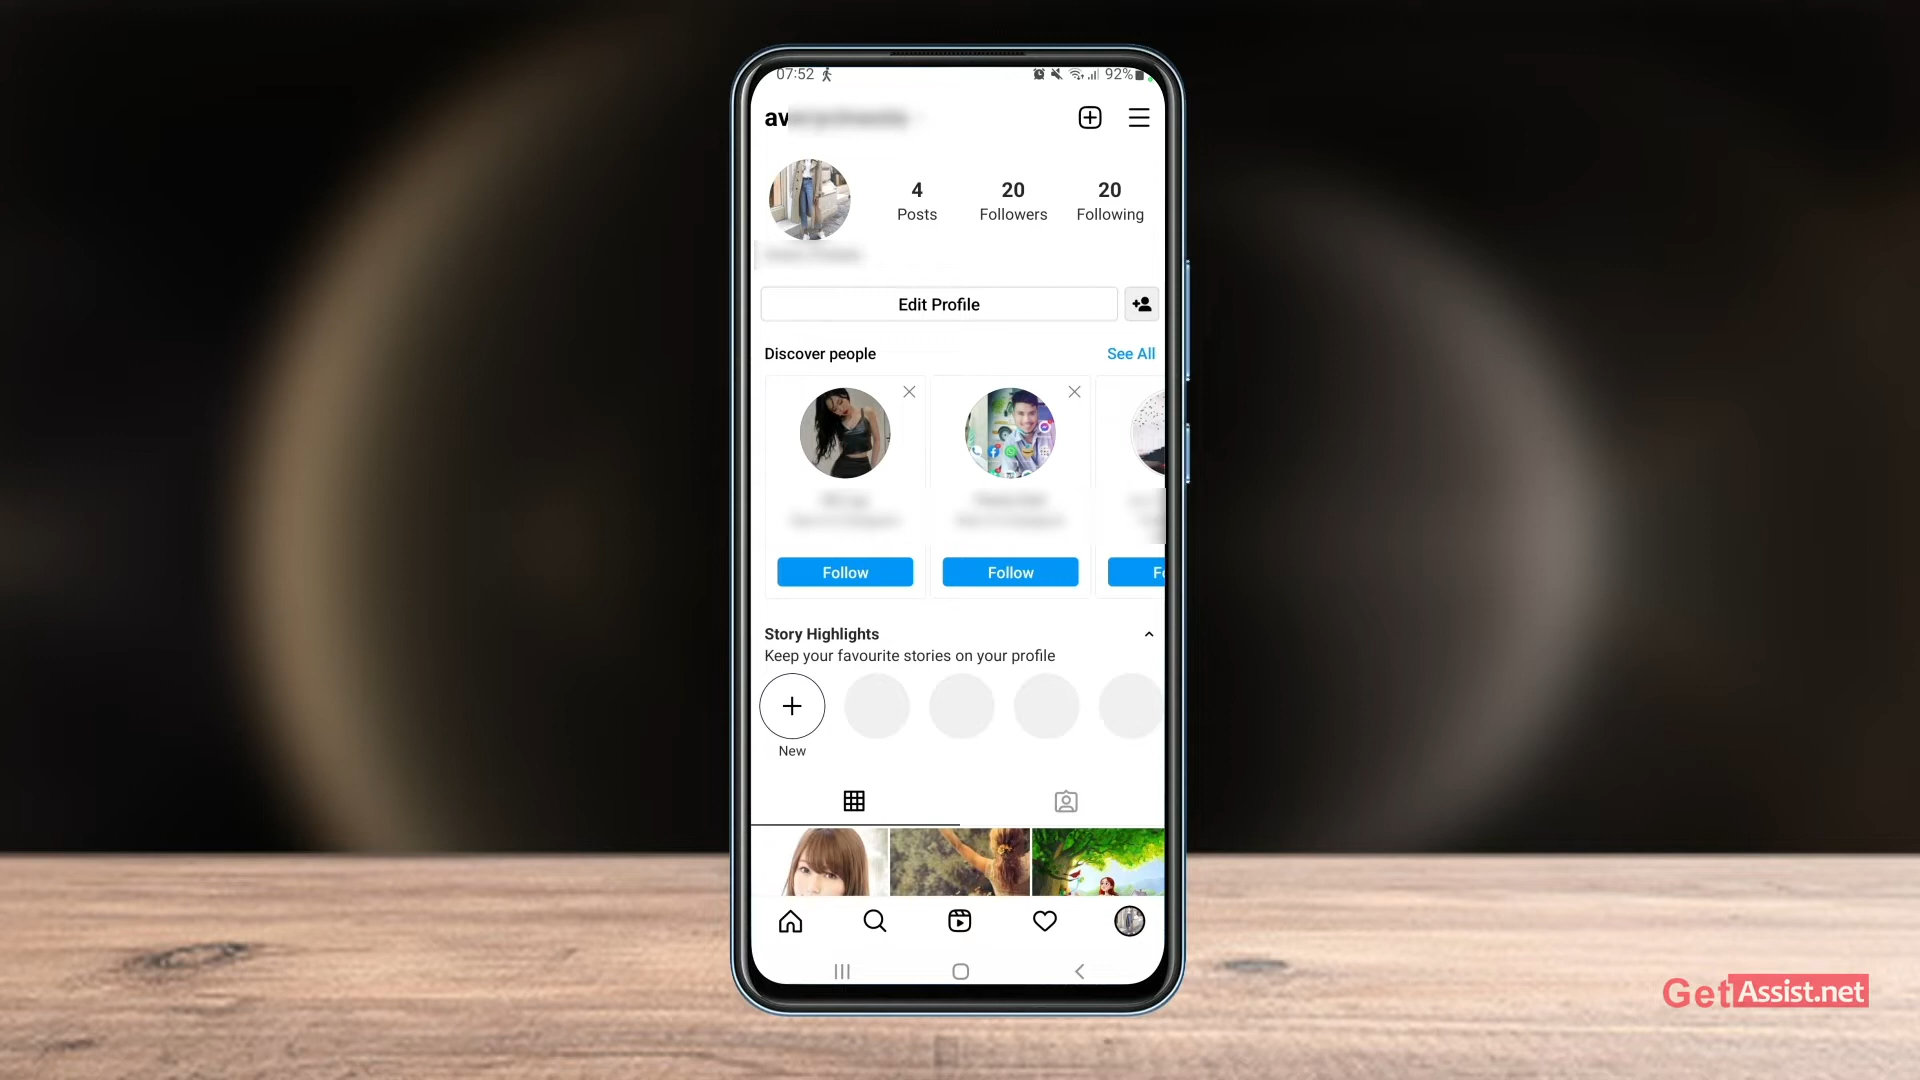 07:52
92%
av
4
20
20
Posts
Followers
Following
Edit Profile
Discover people
See All
Follow
Follow
Story Highlights
Keep your favourite stories on your profile
New
GetAssist.net